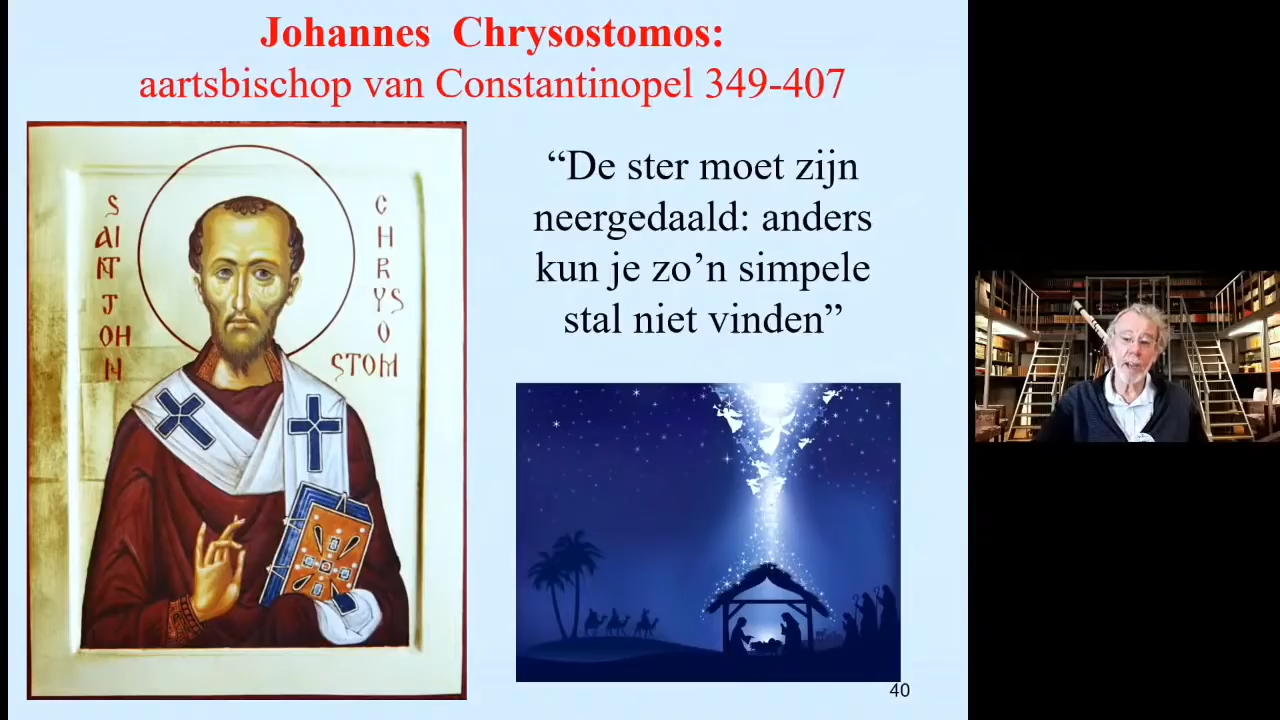 Johannes Chrysostomos:
aartsbischop van Constantinopel 349-407
“De ster moet zijn
neergedaald: anders
kun je zo’n simpele
stal niet vinden”
S
AI
NT
J
OH
N
C
H
R
YS
O
STOM
40